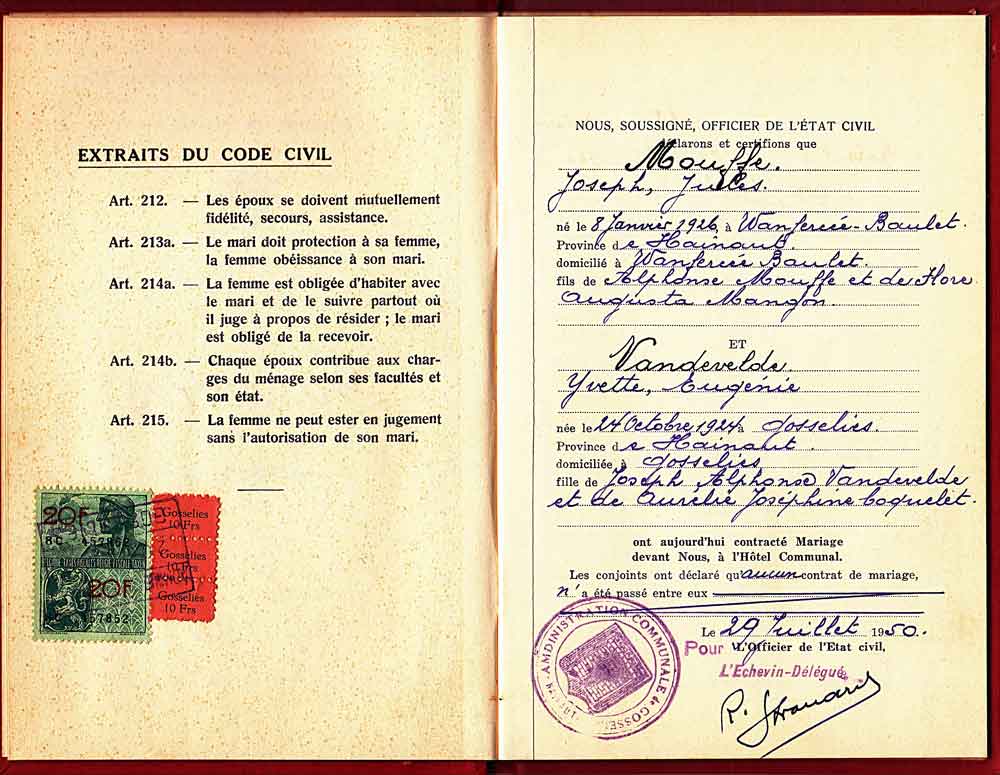 EXTRAITS DU CODE CIVIL
Art. 212. — Les époux se doivent mutuellement
fidélité, secours, assistance.
Art. 213a. — Le mari doit protection à sa femme,
la femme obéissance à son mari.
Art. 214a. — La femme est obligée d'habiter avec
le mari et de le suivre partout où
il juge à propos de résider ; le mari
est obligé de la recevoir.
Art. 214b. — Chaque époux contribue aux char-
ges du ménage selon ses facultés et
son état.
Art. 215. — La femme ne peut ester en jugement
sans l'autorisation de son mari.
20F
20F
457852
Gosselies
10 Frs
Gosselies
10 Frs
Gosselies
10 Frs
NOUS, SOUSSIGNÉ, OFFICIER DE L'ÉTAT CIVIL
déclarons et certifions que
Mouffe.
Joseph, Jules.
né le 8 Janvier 1926, à Wanfercée-Baulet.
Province de Hainaut.
domicilié à Wanfercée Baulet.
fils de Alphonse Mouffe et de Flore
Augusta Mangon.
ET
Vandevelde
Yvette, Eugénie
née le 24 Octobre 1924 à Gosselies.
Province de Hainaut.
domiciliée à Gosselies
fille de Joseph Alphonse Vandevelde
et de Aurélie Joséphine Coquelet.
ont aujourd'hui contracté Mariage
devant Nous, à l'Hôtel Communal.
Les conjoints ont déclaré qu'aucun contrat de mariage,
n'a été passé entre eux
Le 29 Juillet 1950.
Pour L'Officier de l'Etat civil,
L'Echevin-Délégué,
AMDINISTRATION COMMUNALE de GOSSE
R.